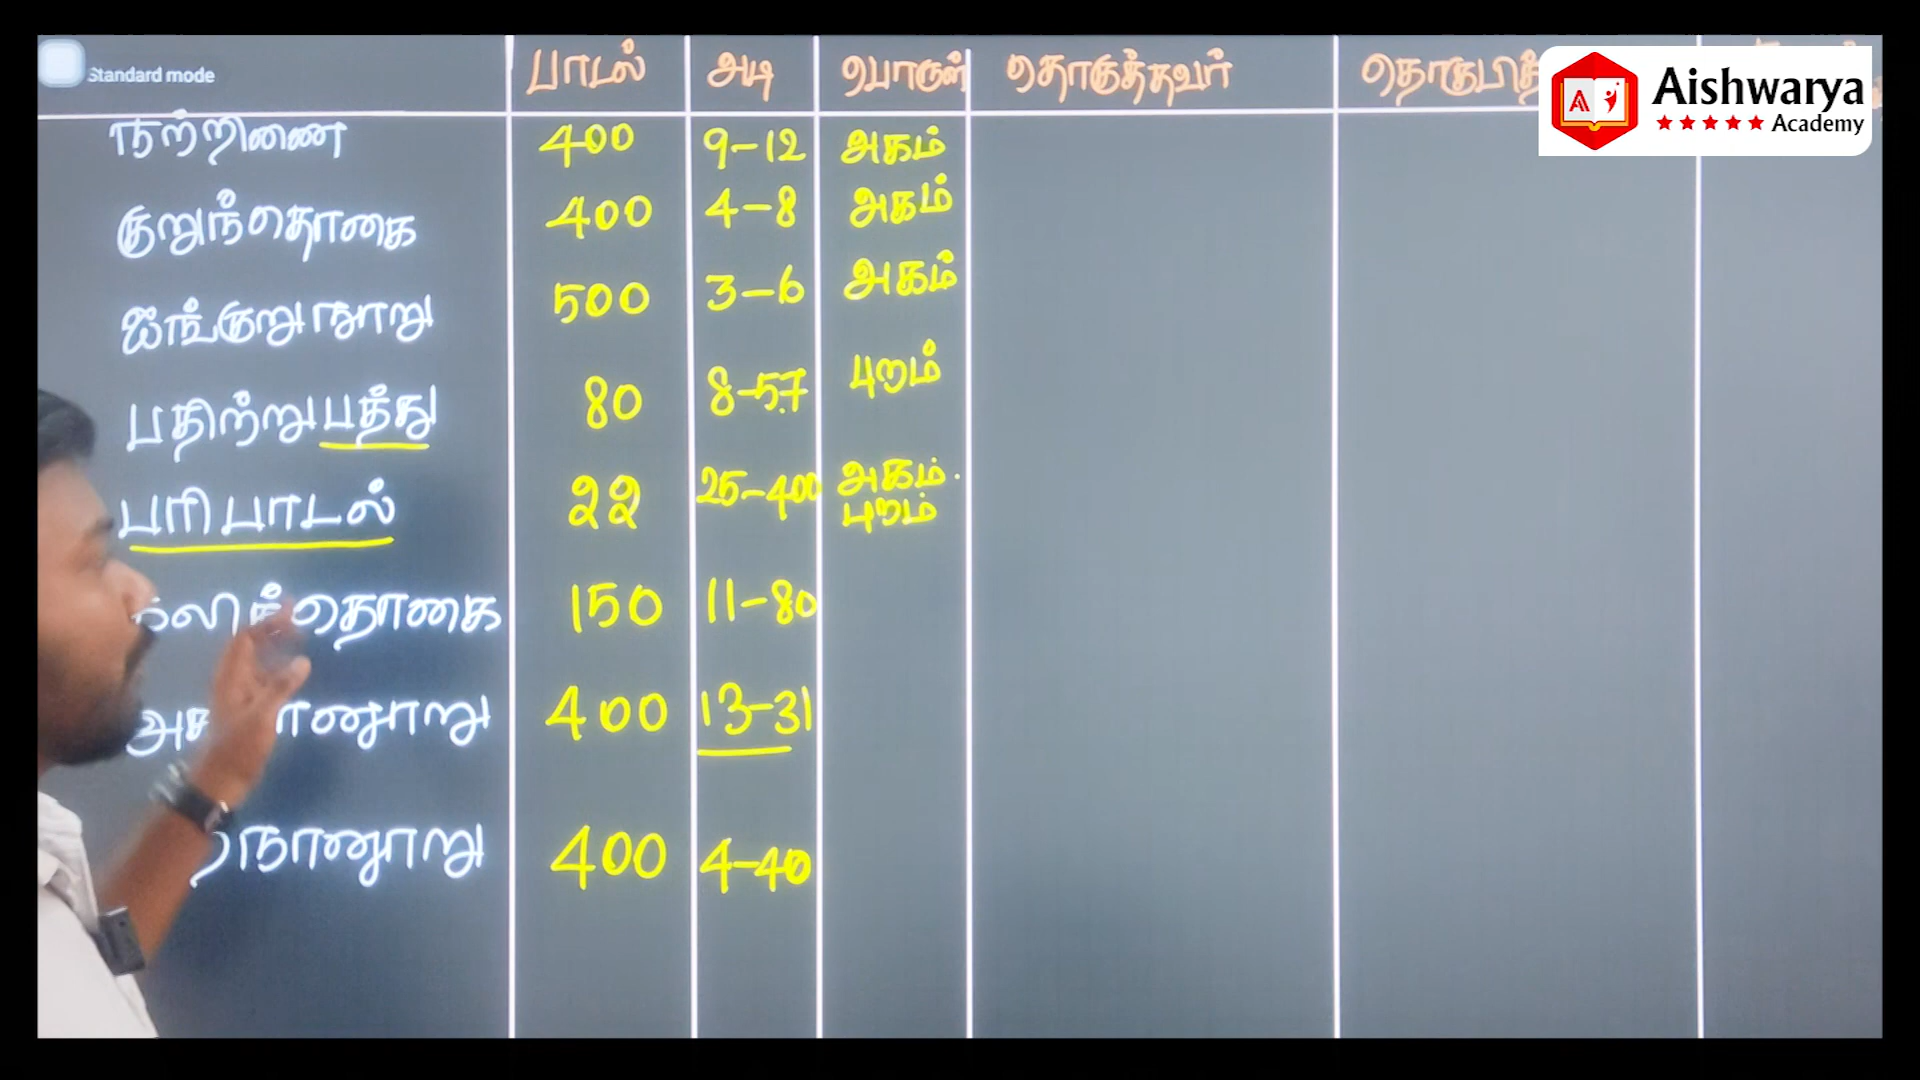 Standard mode
பாடல் அடி பொருள் தொகுத்தவர்
Aishwarya
Academy
நற்றிணை 400 9-12 அகம்
குறுந்தொகை 400 4-8 அகம்
ஐங்குறுநூறு 500 3-6 அகம்
பதிற்றுபத்து 80 8-57 புறம்
பரிபாடல் 22 25-400 அகம்
புறம்
கலித்தொகை 150 11-80
400 13-31
400 4-40